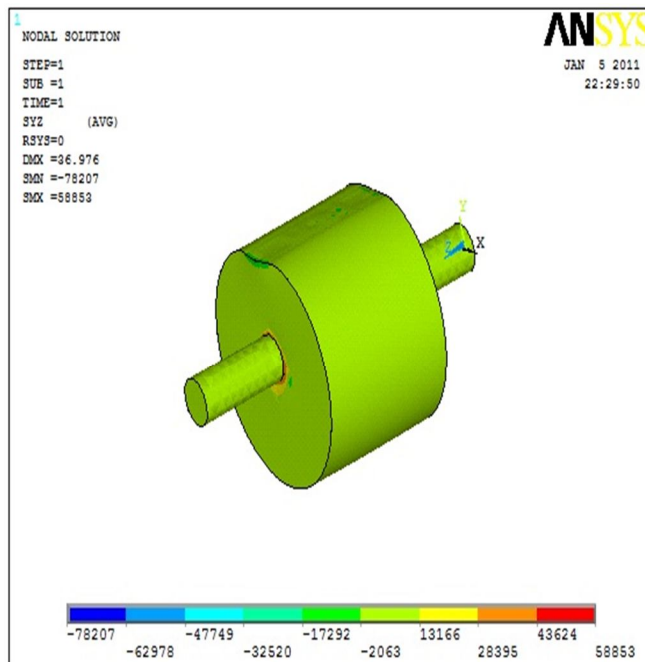 1
NODAL SOLUTION
ANSYS
STEP=1
SUB =1
TIME=1
SYZ (AVG)
RSYS=0
DMX =36.976
SMN =-78207
SMX =58853
JAN 5 2011
22:29:50
Y
Z X
-78207 -47749 -17292 13166 43624
-62978 -32520 -2063 28395 58853